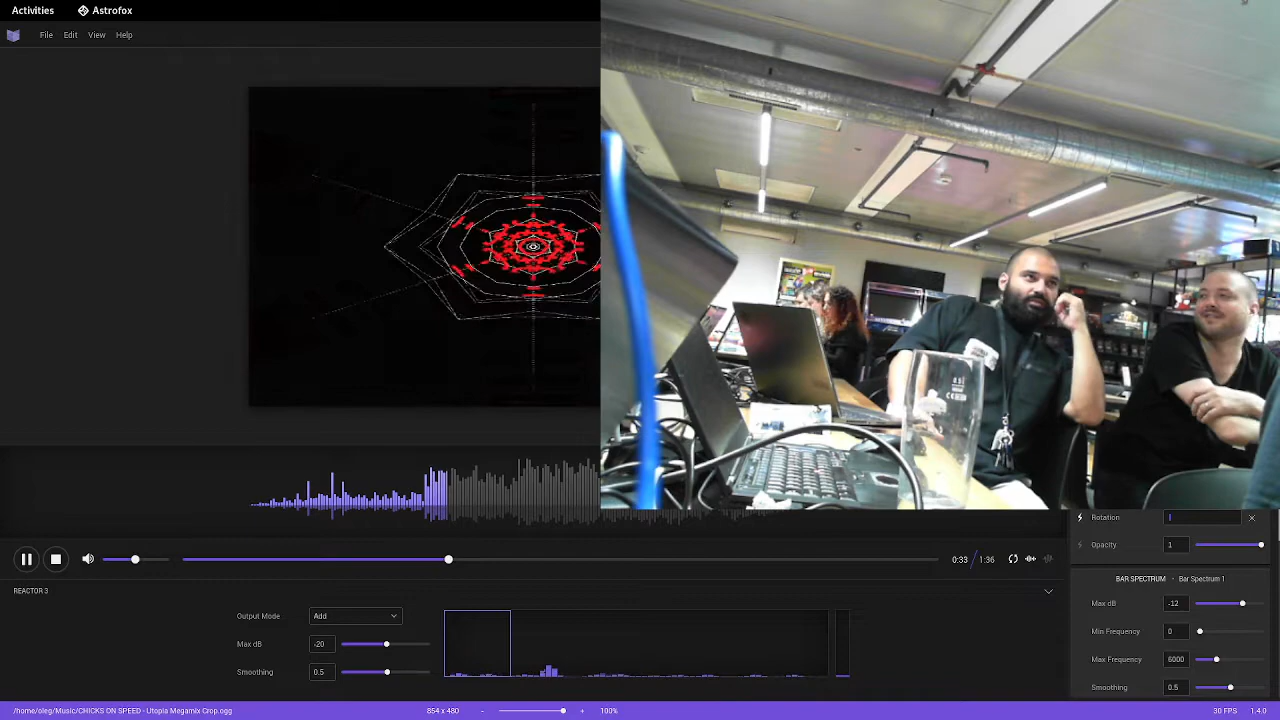 Activities Astrofox
File Edit View Help
0:33 / 1:36
Rotation
Opacity 1
REACTOR 3
BAR SPECTRUM • Bar Spectrum 1
Output Mode Add
Max dB -12
Min Frequency 0
Max dB -20
Max Frequency 6000
Smoothing 0.5
Smoothing 0.5
/home/oleg/Music/CHICKS ON SPEED - Utopia Megamix Crop.ogg 854 x 480 - + 100% 30 FPS 1.4.0